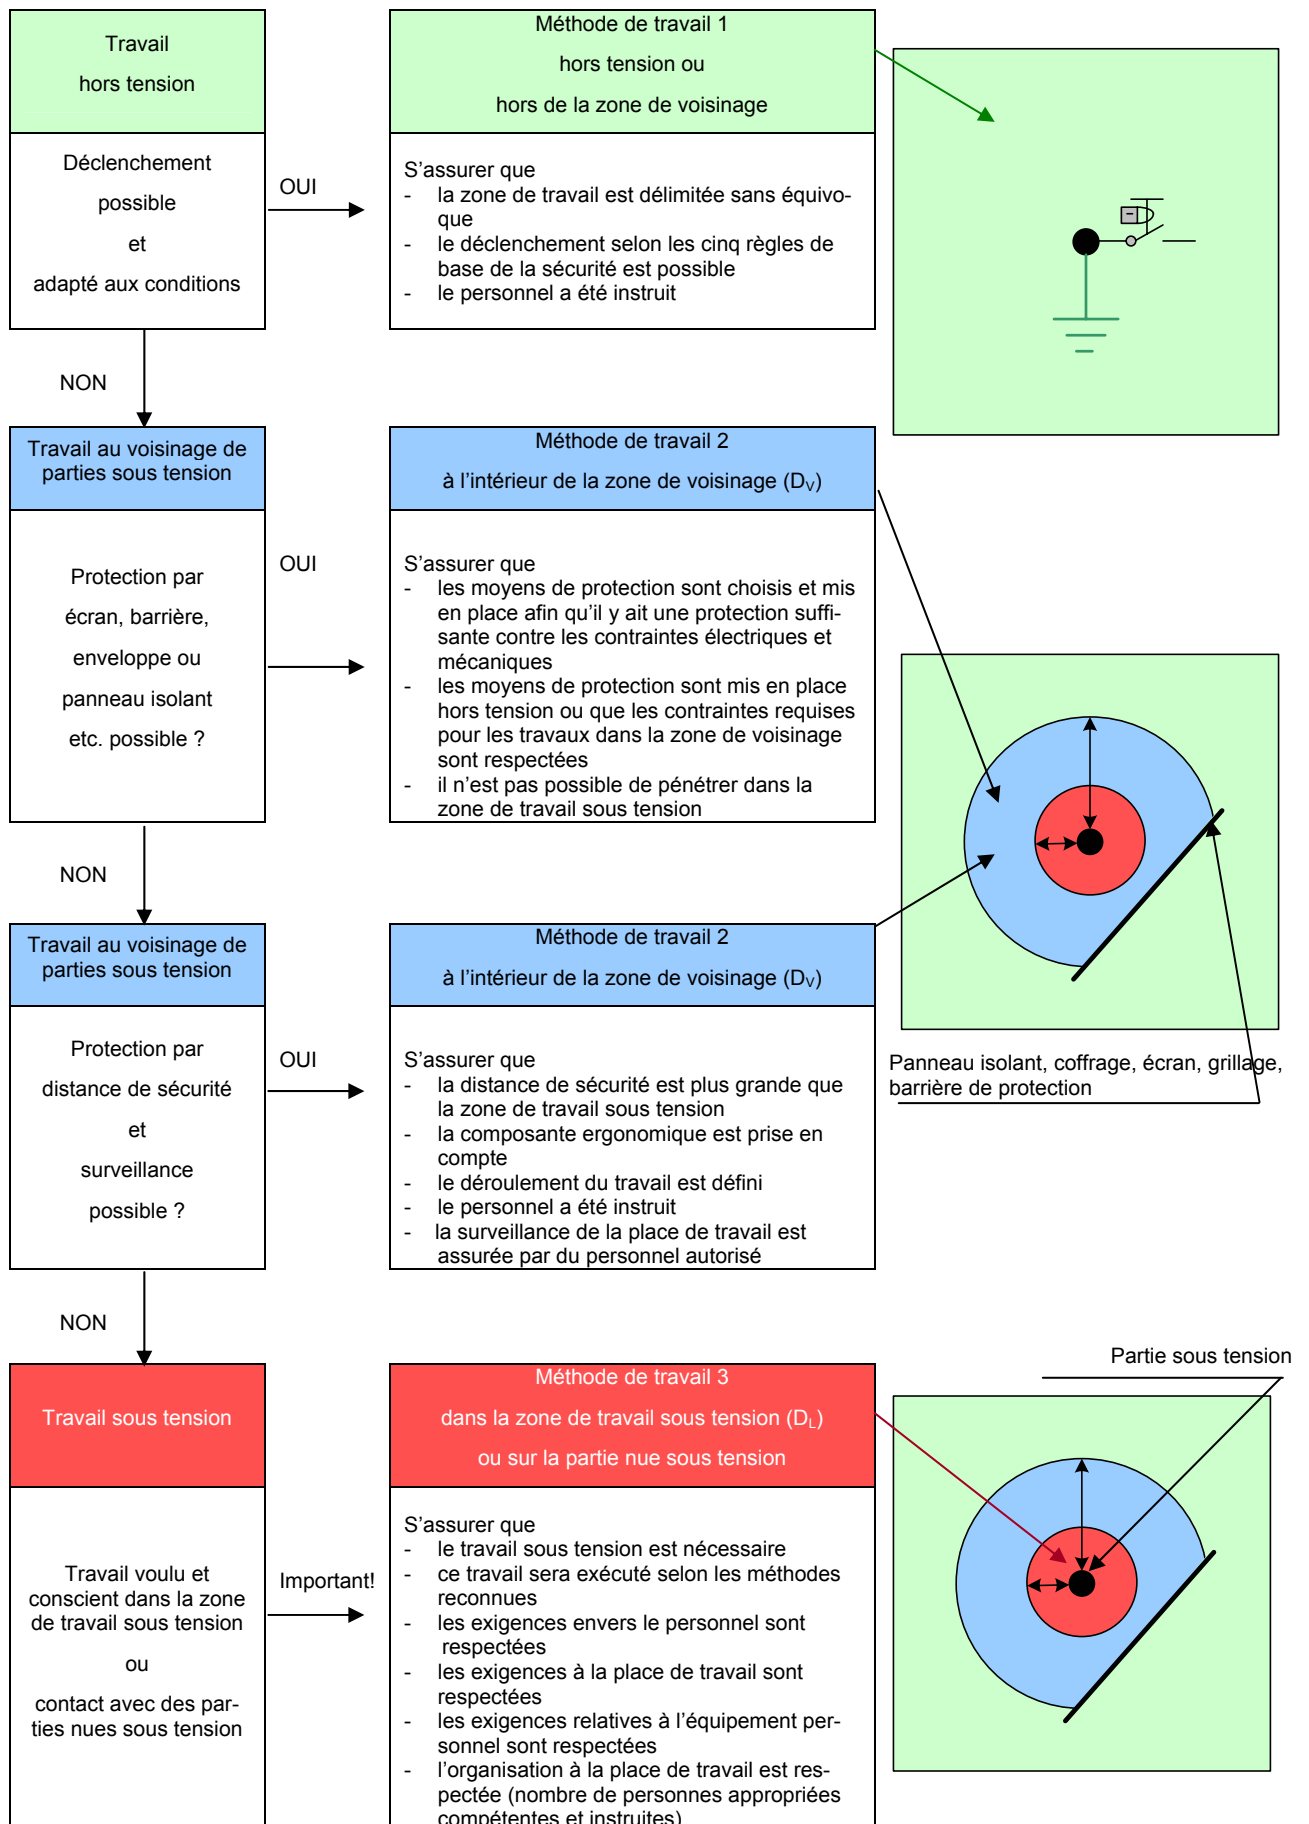 Travail
hors tension
Déclenchement
possible
et
adapté aux conditions
OUI
Méthode de travail 1
hors tension ou
hors de la zone de voisinage
S'assurer que
- la zone de travail est délimitée sans équivo-
que
- le déclenchement selon les cinq règles de
base de la sécurité est possible
- le personnel a été instruit
NON
Travail au voisinage de
parties sous tension
Protection par
écran, barrière,
enveloppe ou
panneau isolant
etc. possible ?
OUI
Méthode de travail 2
à l'intérieur de la zone de voisinage (DV)
S'assurer que
- les moyens de protection sont choisis et mis
en place afin qu'il y ait une protection suffi-
sante contre les contraintes électriques et
mécaniques
- les moyens de protection sont mis en place
hors tension ou que les contraintes requises
pour les travaux dans la zone de voisinage
sont respectées
- il n'est pas possible de pénétrer dans la
zone de travail sous tension
NON
Travail au voisinage de
parties sous tension
Protection par
distance de sécurité
et
surveillance
possible ?
OUI
Méthode de travail 2
à l'intérieur de la zone de voisinage (DV)
S'assurer que
- la distance de sécurité est plus grande que
la zone de travail sous tension
- la composante ergonomique est prise en
compte
- le déroulement du travail est défini
- le personnel a été instruit
- la surveillance de la place de travail est
assurée par du personnel autorisé
Panneau isolant, coffrage, écran, grillage,
barrière de protection
NON
Travail sous tension
Travail voulu et
conscient dans la zone
de travail sous tension
ou
contact avec des par-
ties nues sous tension
Important!
Méthode de travail 3
dans la zone de travail sous tension (DL)
ou sur la partie nue sous tension
S'assurer que
- le travail sous tension est nécessaire
- ce travail sera exécuté selon les méthodes
reconnues
- les exigences envers le personnel sont
respectées
- les exigences à la place de travail sont
respectées
- les exigences relatives à l'équipement per-
sonnel sont respectées
- l'organisation à la place de travail est res-
pectée (nombre de personnes appropriées
compétentes et instruites)
Partie sous tension